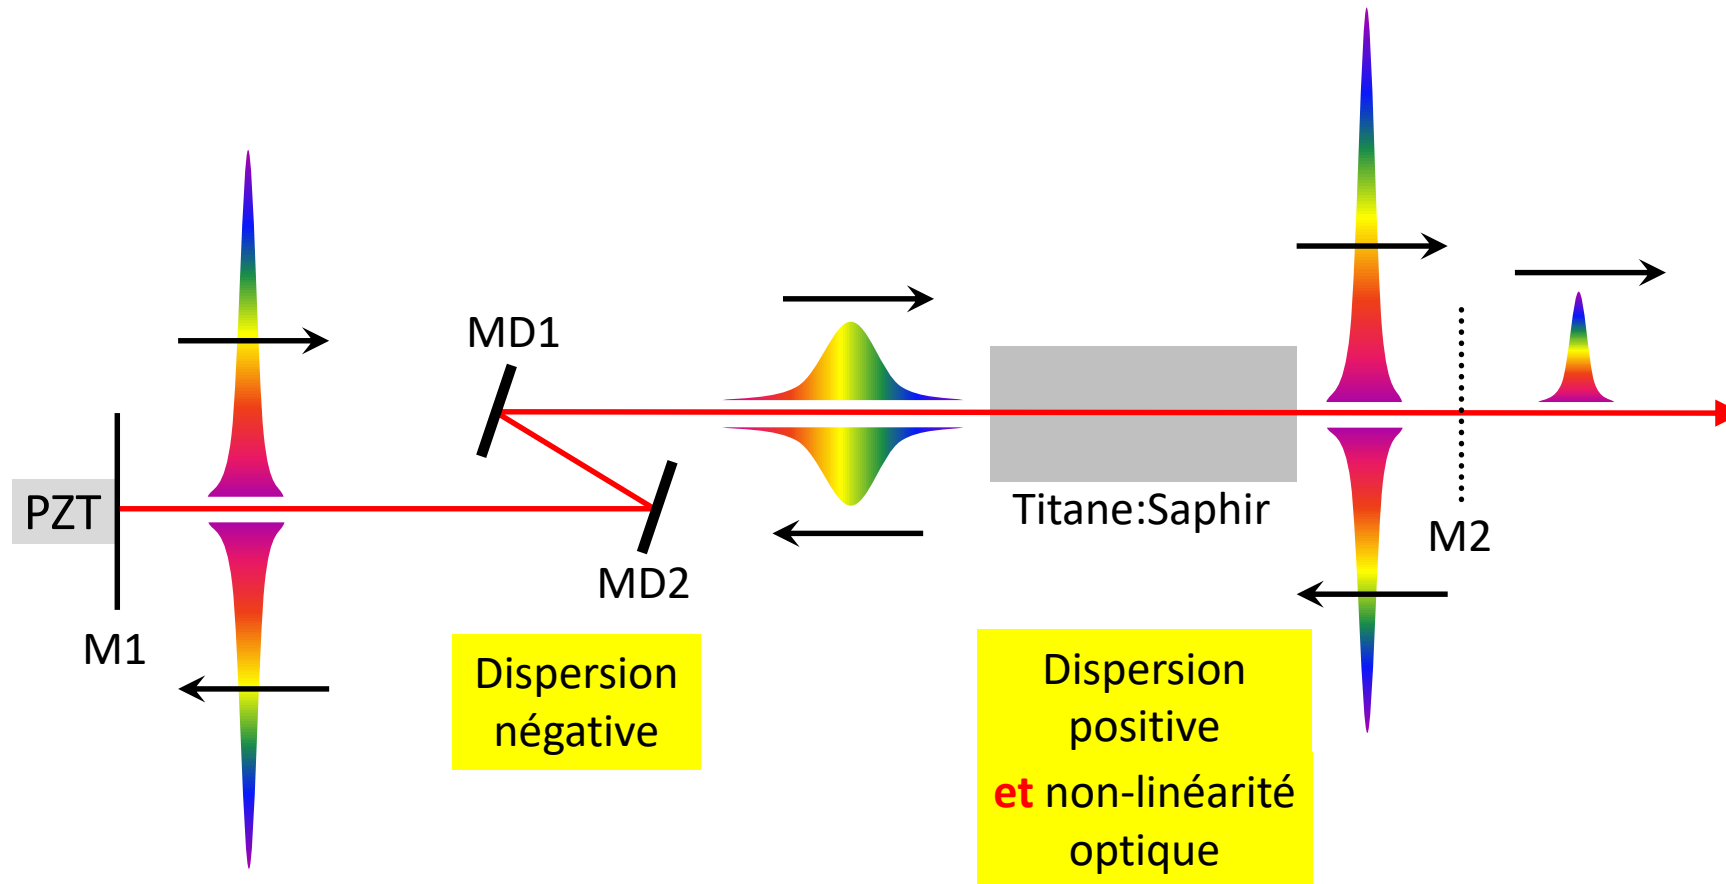 MD1
PZT
M1
MD2
Titane:Saphir
M2
Dispersion
négative
Dispersion
positive
et non-linéarité
optique